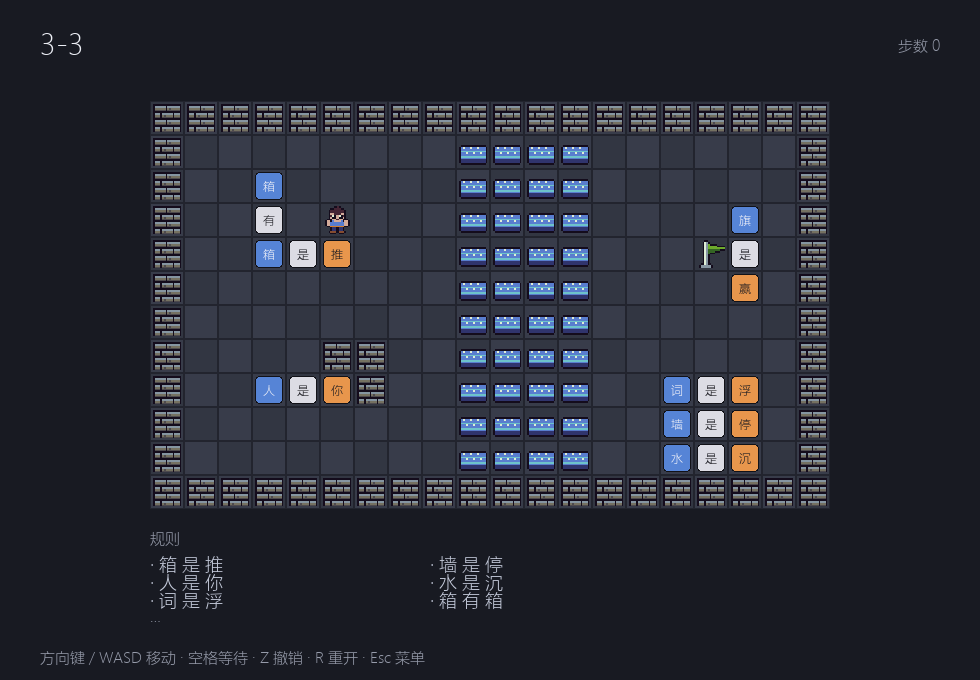 3-3
步数 0
箱
有
旗
箱 是 推
是
赢
人 是 你
词 是 浮
墙 是 停
水 是 沉
规则
· 箱 是 推
· 墙 是 停
· 人 是 你
· 水 是 沉
· 词 是 浮
· 箱 有 箱
...
方向键 / WASD 移动 · 空格等待 · Z 撤销 · R 重开 · Esc 菜单